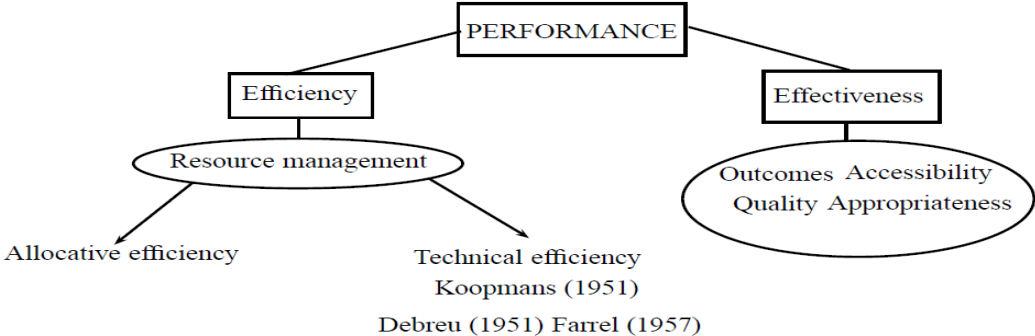 PERFORMANCE
Efficiency
Effectiveness
Resource management
Outcomes Accessibility
Quality Appropriateness
Allocative efficiency
Technical efficiency
Koopmans (1951)
Debreu (1951) Farrel (1957)